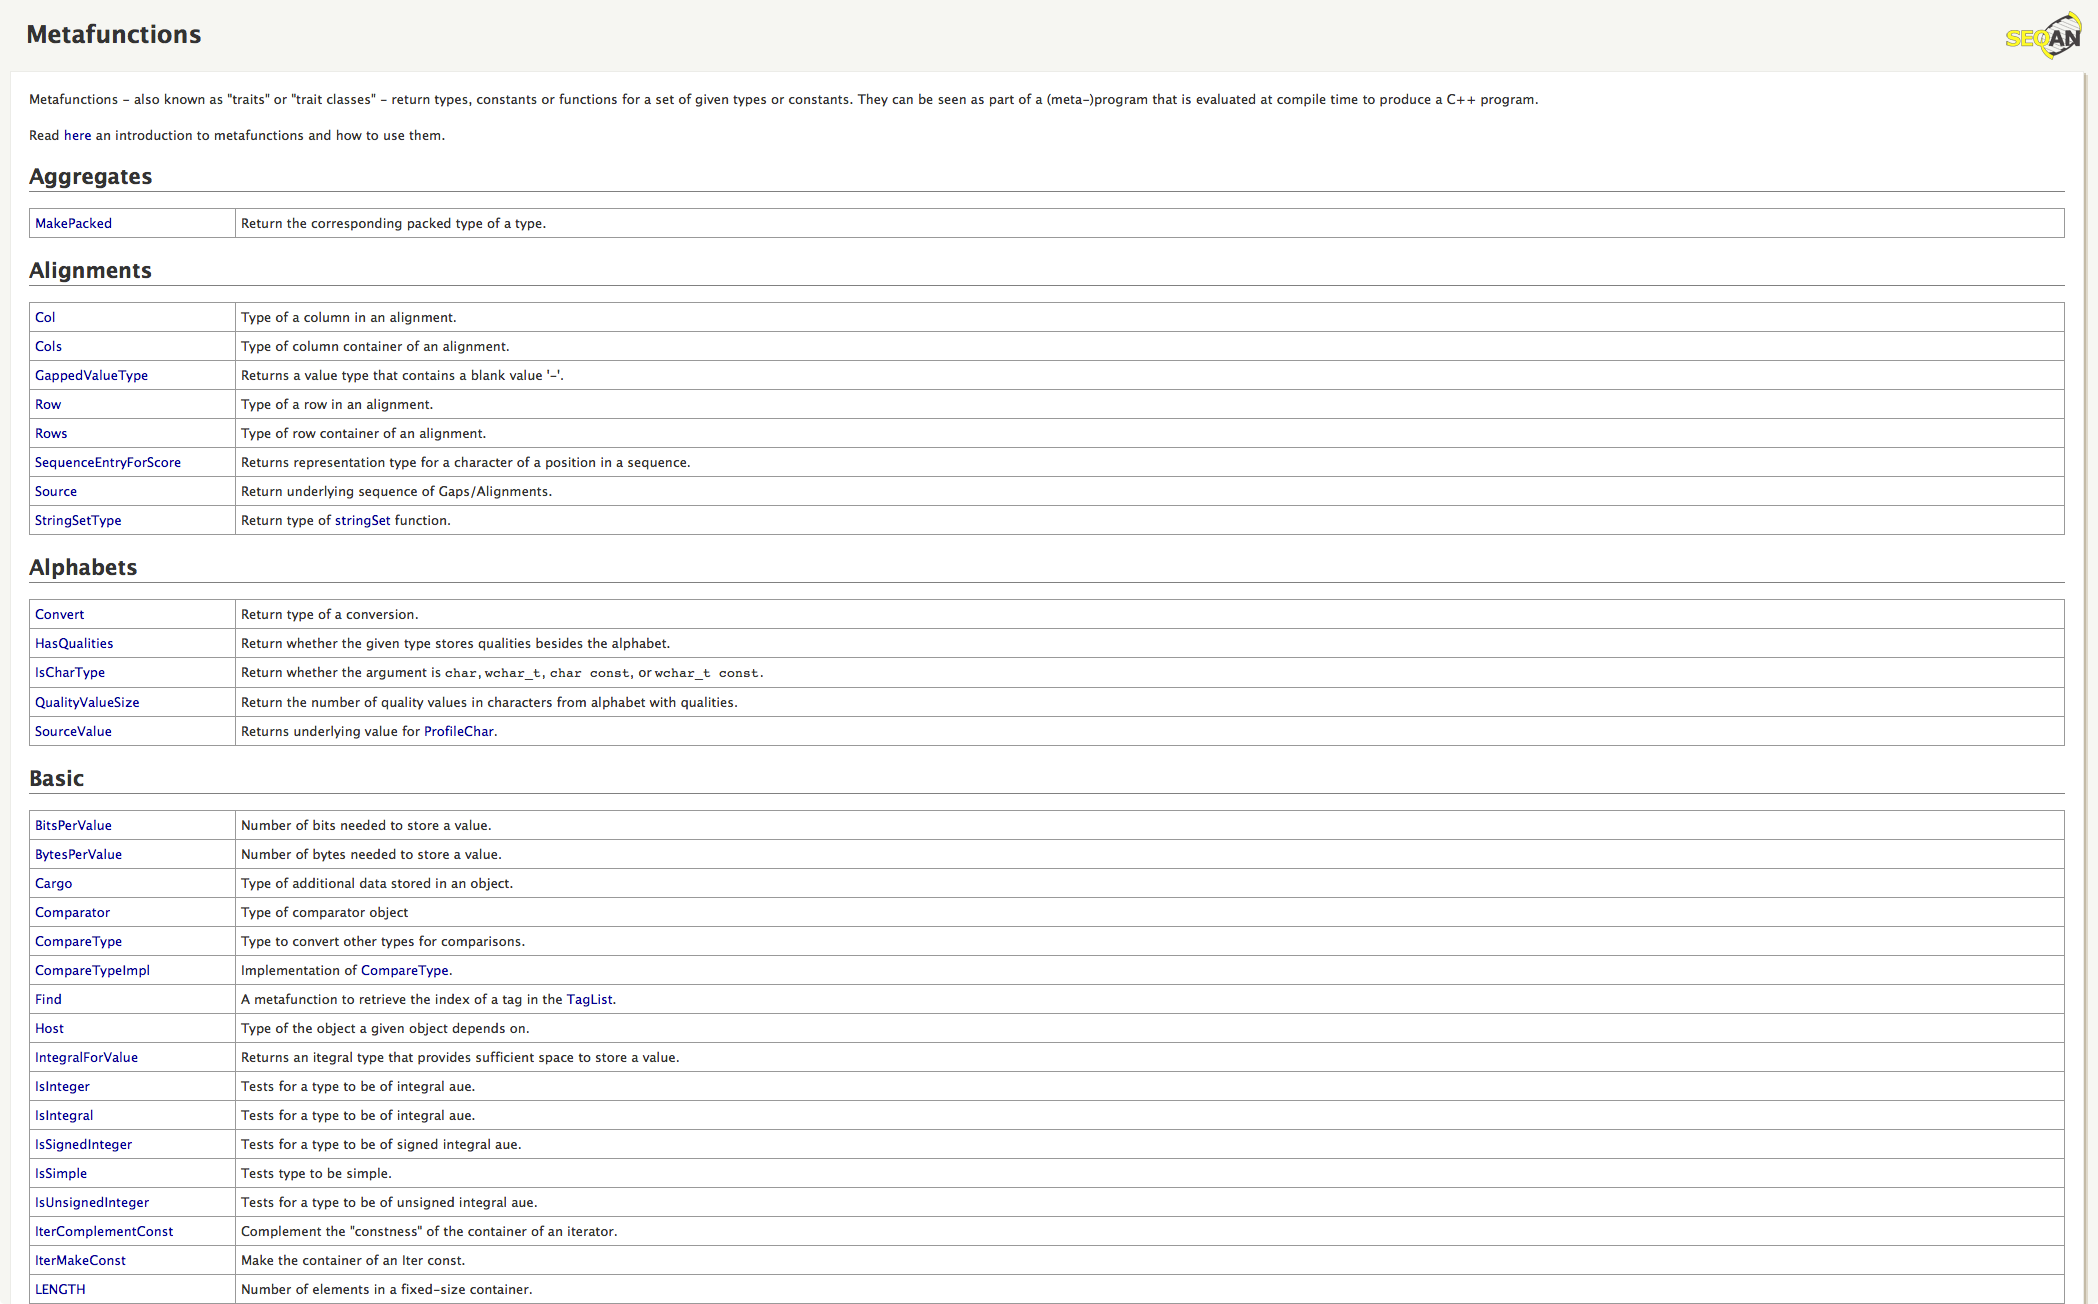 Metafunctions
SEQAN
Metafunctions – also known as "traits" or "trait classes" – return types, constants or functions for a set of given types or constants. They can be seen as part of a (meta-)program that is evaluated at compile time to produce a C++ program.
Read here an introduction to metafunctions and how to use them.
Aggregates
MakePacked Return the corresponding packed type of a type.
Alignments
Col Type of a column in an alignment.
Cols Type of column container of an alignment.
GappedValueType Returns a value type that contains a blank value '-'.
Row Type of a row in an alignment.
Rows Type of row container of an alignment.
SequenceEntryForScore Returns representation type for a character of a position in a sequence.
Source Return underlying sequence of Gaps/Alignments.
StringSetType Return type of stringSet function.
Alphabets
Convert Return type of a conversion.
HasQualities Return whether the given type stores qualities besides the alphabet.
IsCharType Return whether the argument is char, wchar_t, char const, or wchar_t const.
QualityValueSize Return the number of quality values in characters from alphabet with qualities.
SourceValue Returns underlying value for ProfileChar.
Basic
BitsPerValue Number of bits needed to store a value.
BytesPerValue Number of bytes needed to store a value.
Cargo Type of additional data stored in an object.
Comparator Type of comparator object
CompareType Type to convert other types for comparisons.
CompareTypeImpl Implementation of CompareType.
Find A metafunction to retrieve the index of a tag in the TagList.
Host Type of the object a given object depends on.
IntegralForValue Returns an itegral type that provides sufficient space to store a value.
IsInteger Tests for a type to be of integral aue.
IsIntegral Tests for a type to be of integral aue.
IsSignedInteger Tests for a type to be of signed integral aue.
IsSimple Tests type to be simple.
IsUnsignedInteger Tests for a type to be of unsigned integral aue.
IterComplementConst Complement the "constness" of the container of an iterator.
IterMakeConst Make the container of an Iter const.
LENGTH Number of elements in a fixed-size container.